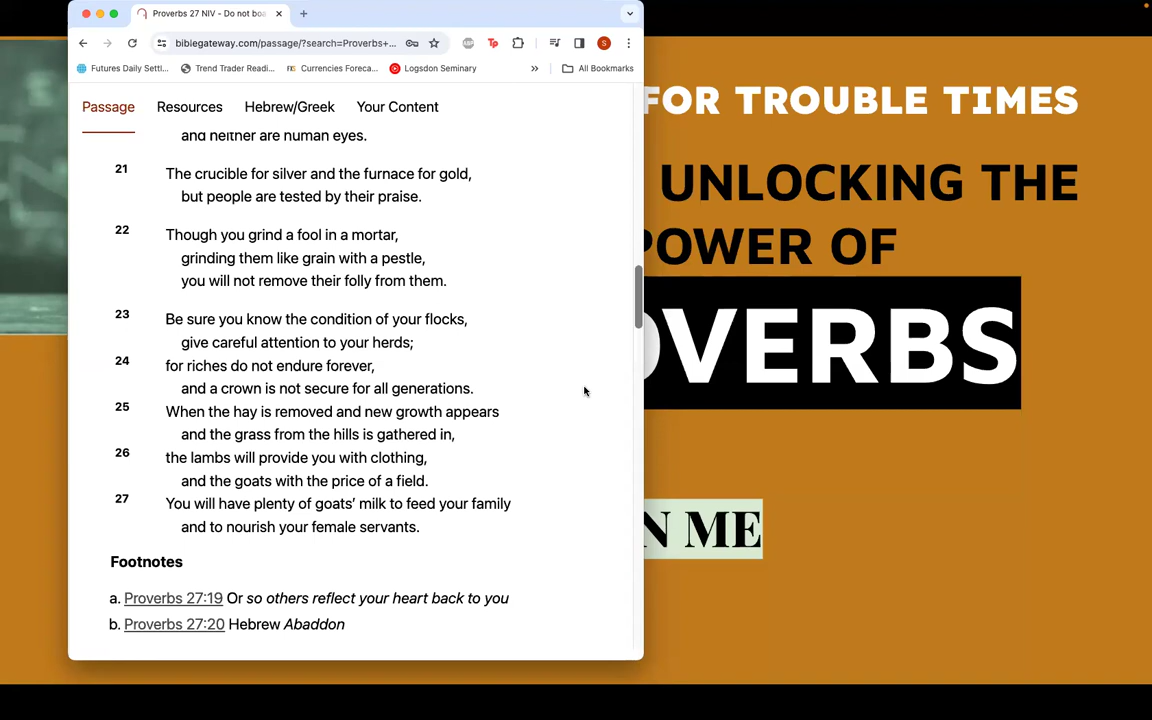 Proverbs 27 NIV - Do not boa
bibiegateway.com/passage/?search=Proverbs+...
Futures Daily Settl...
Trend Trader Readi...
Currencies Foreca...
Logsdon Seminary
All Bookmarks
Passage
Resources
Hebrew/Greek
Your Content
and neither are human eyes.
21 The crucible for silver and the furnace for gold,
but people are tested by their praise.
22 Though you grind a fool in a mortar,
grinding them like grain with a pestle,
you will not remove their folly from them.
23 Be sure you know the condition of your flocks,
give careful attention to your herds;
24 for riches do not endure forever,
and a crown is not secure for all generations.
25 When the hay is removed and new growth appears
and the grass from the hills is gathered in,
26 the lambs will provide you with clothing,
and the goats with the price of a field.
27 You will have plenty of goats' milk to feed your family
and to nourish your female servants.
Footnotes
a. Proverbs 27:19 Or so others reflect your heart back to you
b. Proverbs 27:20 Hebrew Abaddon
FOR TROUBLE TIMES
UNLOCKING THE
POWER OF
OVERBS
N ME